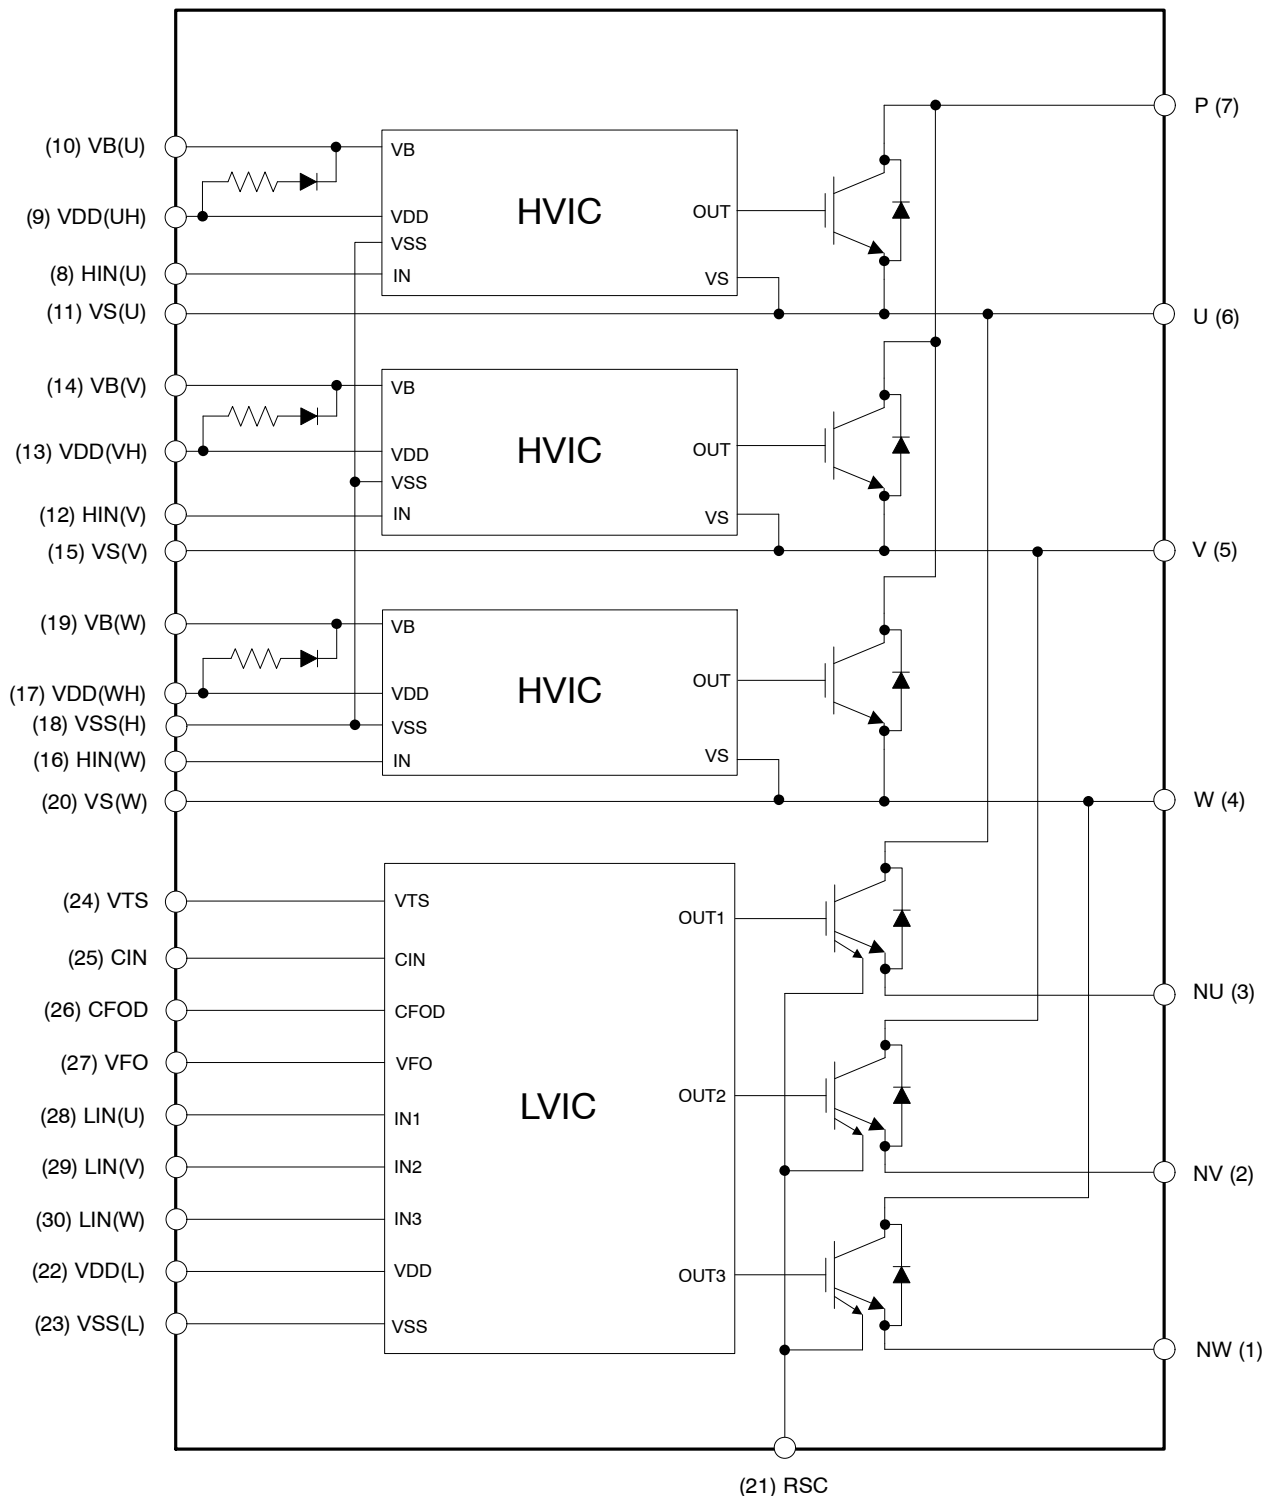 P (7)
(10) VB(U)
VB
(9) VDD(UH)
VDD
HVIC
OUT
VSS
(8) HIN(U)
IN
VS
(11) VS(U)
U (6)
(14) VB(V)
VB
(13) VDD(VH)
VDD
HVIC
OUT
VSS
(12) HIN(V)
IN
VS
(15) VS(V)
V (5)
(19) VB(W)
VB
(17) VDD(WH)
VDD
HVIC
OUT
(18) VSS(H)
VSS
(16) HIN(W)
IN
VS
(20) VS(W)
W (4)
(24) VTS
VTS
OUT1
(25) CIN
CIN
NU (3)
(26) CFOD
CFOD
(27) VFO
VFO
LVIC
OUT2
(28) LIN(U)
IN1
(29) LIN(V)
IN2
NV (2)
(30) LIN(W)
IN3
(22) VDD(L)
VDD
OUT3
(23) VSS(L)
VSS
NW (1)
(21) RSC